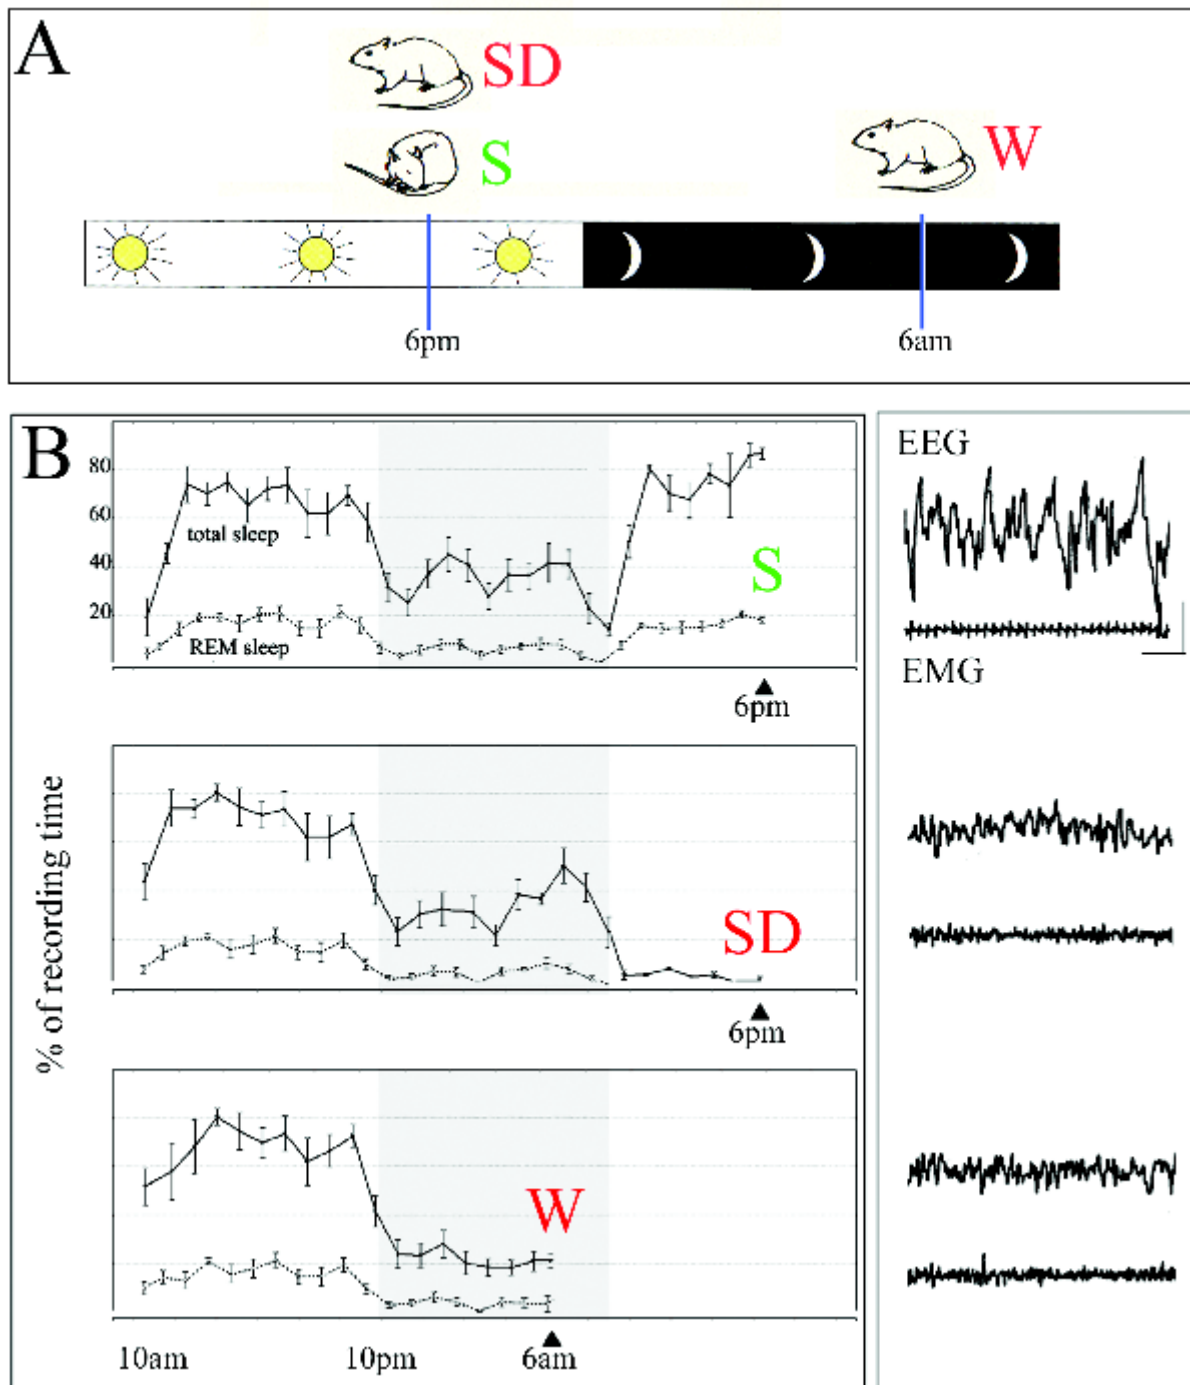 A
SD
S
W
6pm
6am
B
80
60
40
20
total sleep
REM sleep
S
6pm
SD
6pm
W
% of recording time
10am
10pm
6am
EEG
EMG